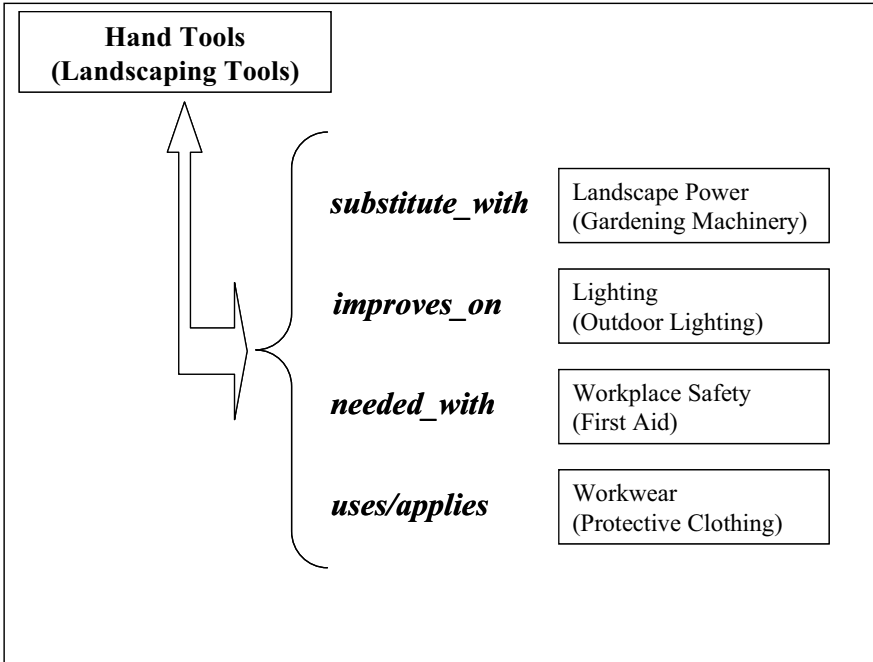 Hand Tools
(Landscaping Tools)
substitute_with
Landscape Power
(Gardening Machinery)
improves_on
Lighting
(Outdoor Lighting)
needed_with
Workplace Safety
(First Aid)
uses/applies
Workwear
(Protective Clothing)